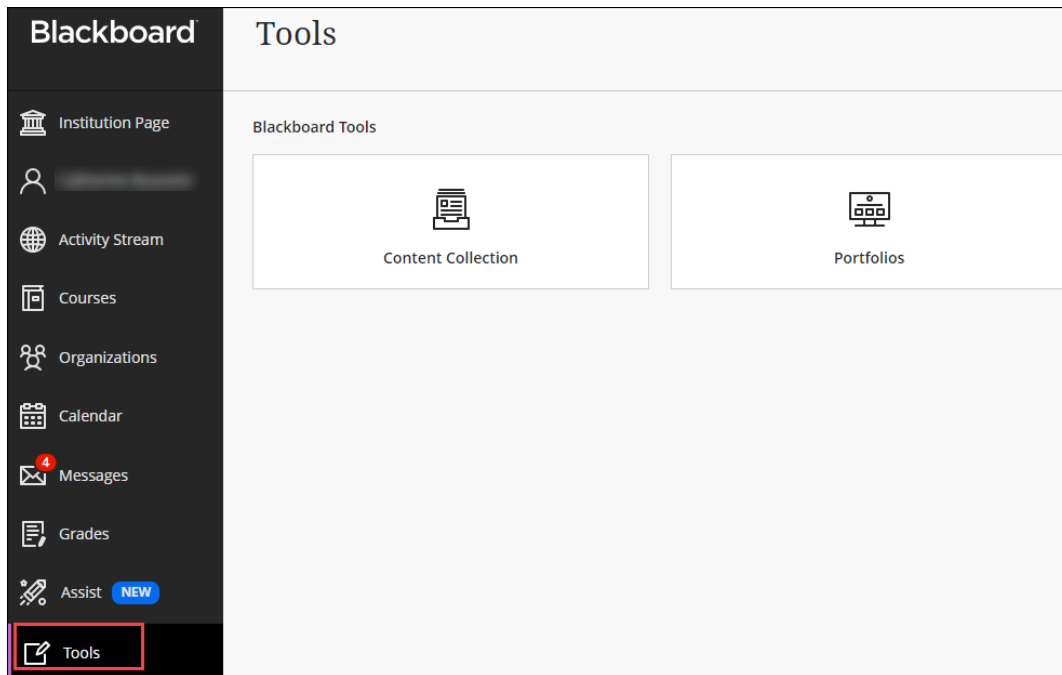 Blackboard
Tools
Institution Page
Activity Stream
Courses
Organizations
Calendar
4
Messages
Grades
Assist NEW
Tools
Blackboard Tools
Content Collection
Portfolios